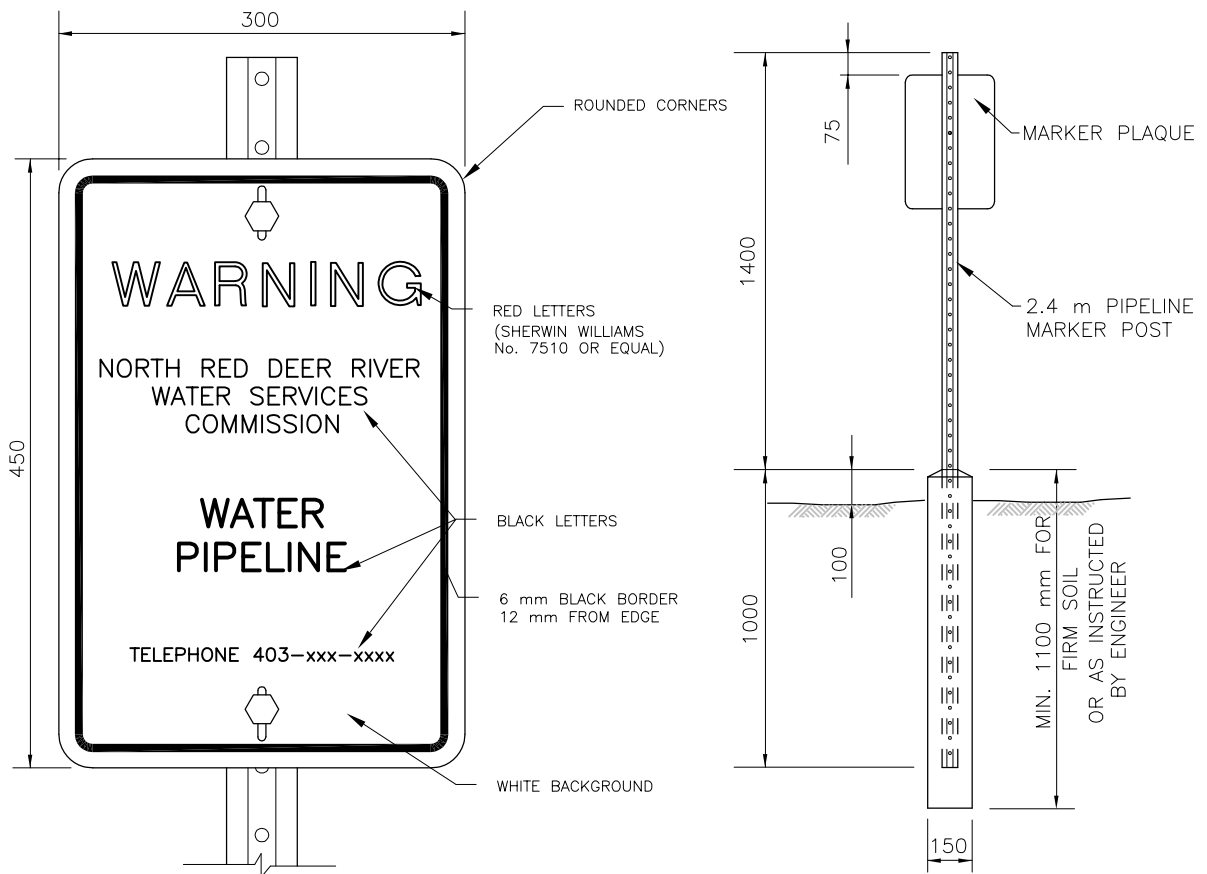 300
ROUNDED CORNERS
450
WARNING
RED LETTERS
(SHERWIN WILLIAMS
No. 7510 OR EQUAL)
NORTH RED DEER RIVER
WATER SERVICES
COMMISSION
WATER
PIPELINE
BLACK LETTERS
6 mm BLACK BORDER
12 mm FROM EDGE
TELEPHONE 403-xxx-xxxx
WHITE BACKGROUND
75
MARKER PLAQUE
1400
2.4 m PIPELINE
MARKER POST
100
1000
MIN. 1100 mm FOR
FIRM SOIL
OR AS INSTRUCTED
BY ENGINEER
150